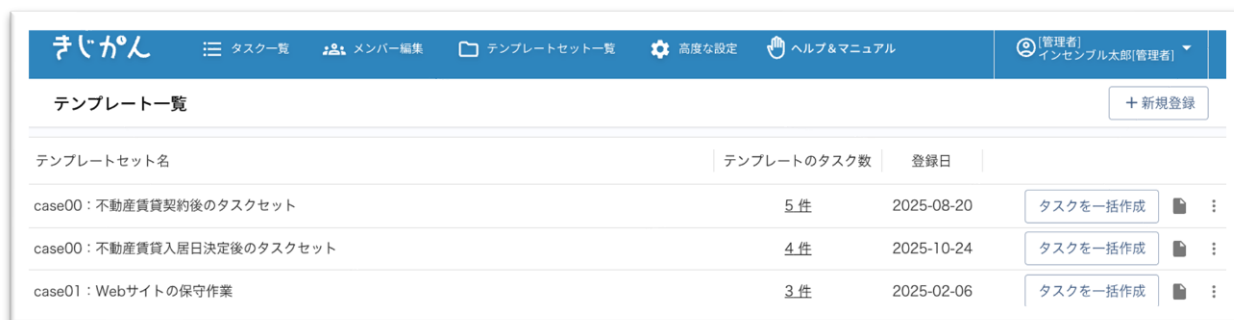 きじかん タスク一覧 メンバー編集 テンプレートセット一覧 高度な設定 ヘルプ&マニュアル [管理者]
インセンブル太郎[管理者]
テンプレート一覧 +新規登録
テンプレートセット名 テンプレートのタスク数 登録日
case00:不動産賃貸契約後のタスクセット 5 件 2025-08-20 タスクを一括作成
case00:不動産賃貸入居日決定後のタスクセット 4 件 2025-10-24 タスクを一括作成
case01:Webサイトの保守作業 3 件 2025-02-06 タスクを一括作成